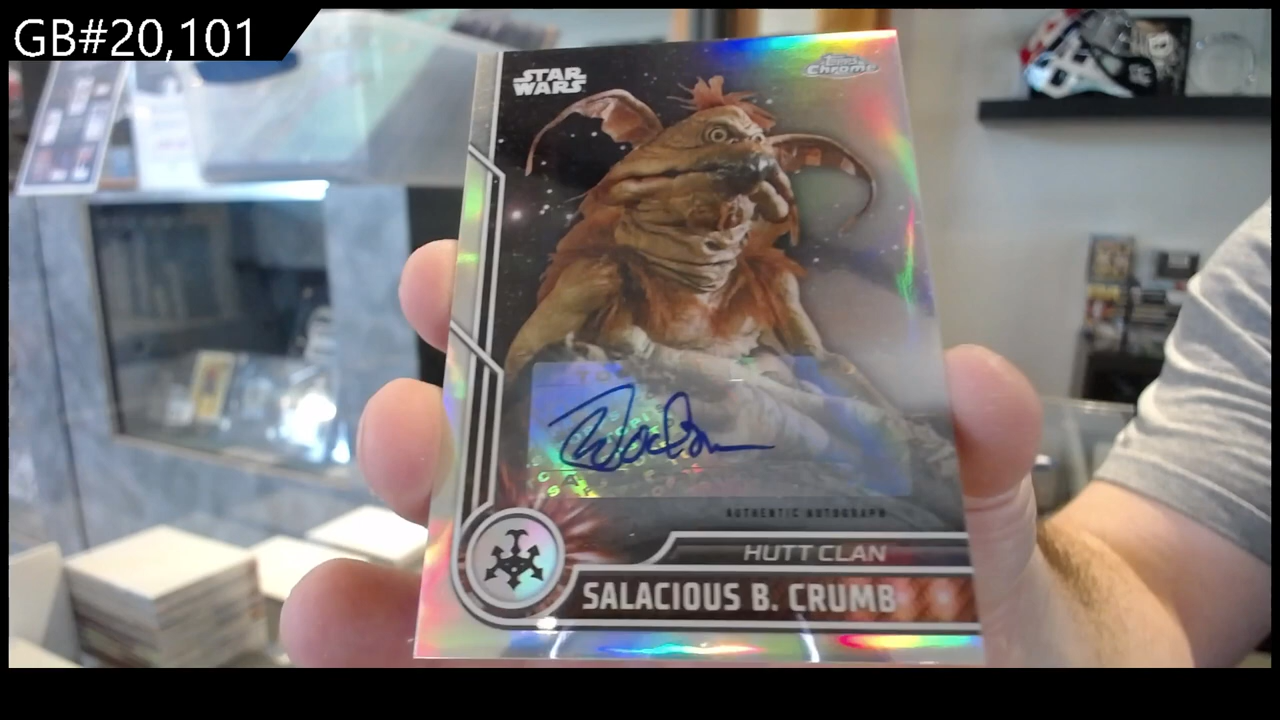 GB#20,101
STAR
WARS
Topps
Chrome
AUTHENTIC AUTOGRAPH
HUTT CLAN
SALACIOUS B. CRUMB